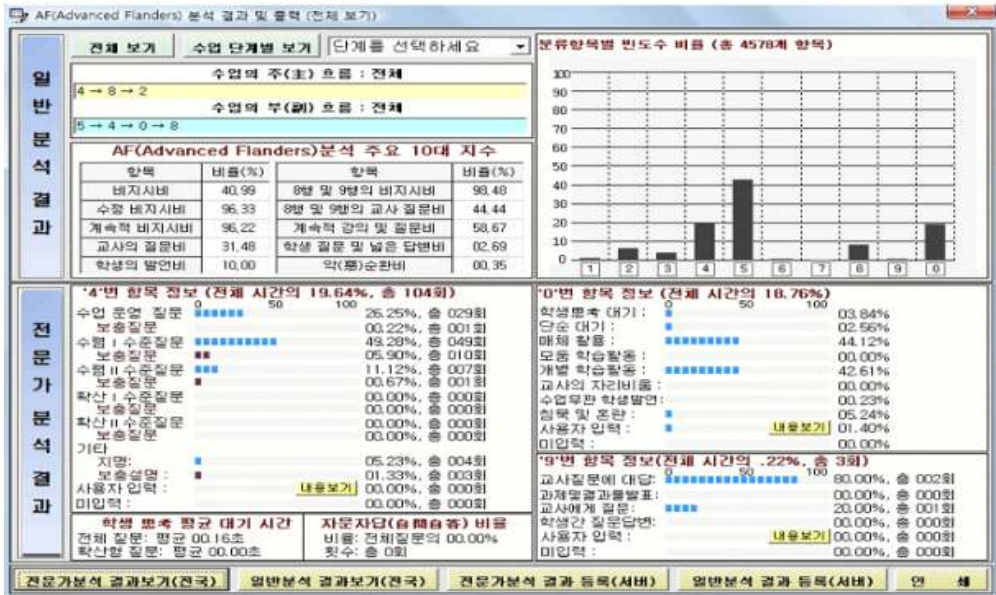 AF(Advanced Flanders) 분석 결과 및 출력 (전체 보기)
전체 보기 수업 단계별 보기 단계를 선택하세요
일반분석결과
수업의 주(主) 흐름 : 전체
4 → 8 → 2
수업의 부(副) 흐름 : 전체
5 → 4 → 0 → 8
AF(Advanced Flanders)분석 주요 10대 지수
항목 비율(%) 항목 비율(%)
비지시비 40,99 8행 및 9행의 비지시비 98,48
수정 비지시비 96,33 8행 및 9행의 교사 질문비 44,44
계속적 비지시비 96,22 계속적 강의 및 질문비 58,67
교사의 질문비 31,48 학생 질문 및 넓은 답변비 02,69
학생의 발언비 10,00 악(惡)순환비 00,35
분류항목별 빈도수 비율 (총 4578개 항목)
100
90
80
70
60
50
40
30
20
10
0
1 2 3 4 5 6 7 8 9 0
전문가분석결과
'4'번 항목 정보 (전체 시간의 19.64%, 총 104회)
0 50 100
수업 운영 질문 26.25%, 총 029회
보충질문 00.22%, 총 001회
수렴 I 수준질문 49.28%, 총 049회
보충질문 05.90%, 총 010회
수렴 II 수준질문 11.12%, 총 007회
보충질문 00.67%, 총 001회
확산 I 수준질문 00.00%, 총 000회
보충질문 00.00%, 총 000회
확산 II 수준질문 00.00%, 총 000회
보충질문 00.00%, 총 000회
기타
지명: 05.23%, 총 004회
보충설명 : 01.33%, 총 003회
사용자 입력 : 내용보기 00.00%, 총 000회
미입력 : 00.00%, 총 000회
학생 思考 평균 대기 시간
전체 질문: 평균 00.16초
확산형 질문: 평균 00.00초
자문자답(自問自答) 비율
비율: 전체질문의 00.00%
횟수: 총 0회
'0'번 항목 정보 (전체 시간의 18.76%)
0 50 100
학생思考 대기 : 03.84%
단순 대기 : 02.56%
매체 활용 : 44.12%
모둠 학습활동 : 00.00%
개별 학습활동 : 42.61%
교사의 자리비움 : 00.00%
수업무관 학생발언: 00.23%
침묵 및 혼란 : 05.24%
사용자 입력 : 내용보기 01.40%
미입력 : 00.00%
'9'번 항목 정보(전체 시간의 .22%, 총 3회)
0 50 100
교사질문에 대답: 80.00%, 총 002회
과제및결과물발표: 00.00%, 총 000회
교사에게 질문: 20.00%, 총 001회
학생간 질문답변: 00.00%, 총 000회
사용자 입력 : 내용보기 00.00%, 총 000회
미입력 : 00.00%, 총 000회
전문가분석 결과보기(전국) 일반분석 결과보기(전국) 전문가분석 결과 등록(서버) 일반분석 결과 등록(서버) 인 쇄